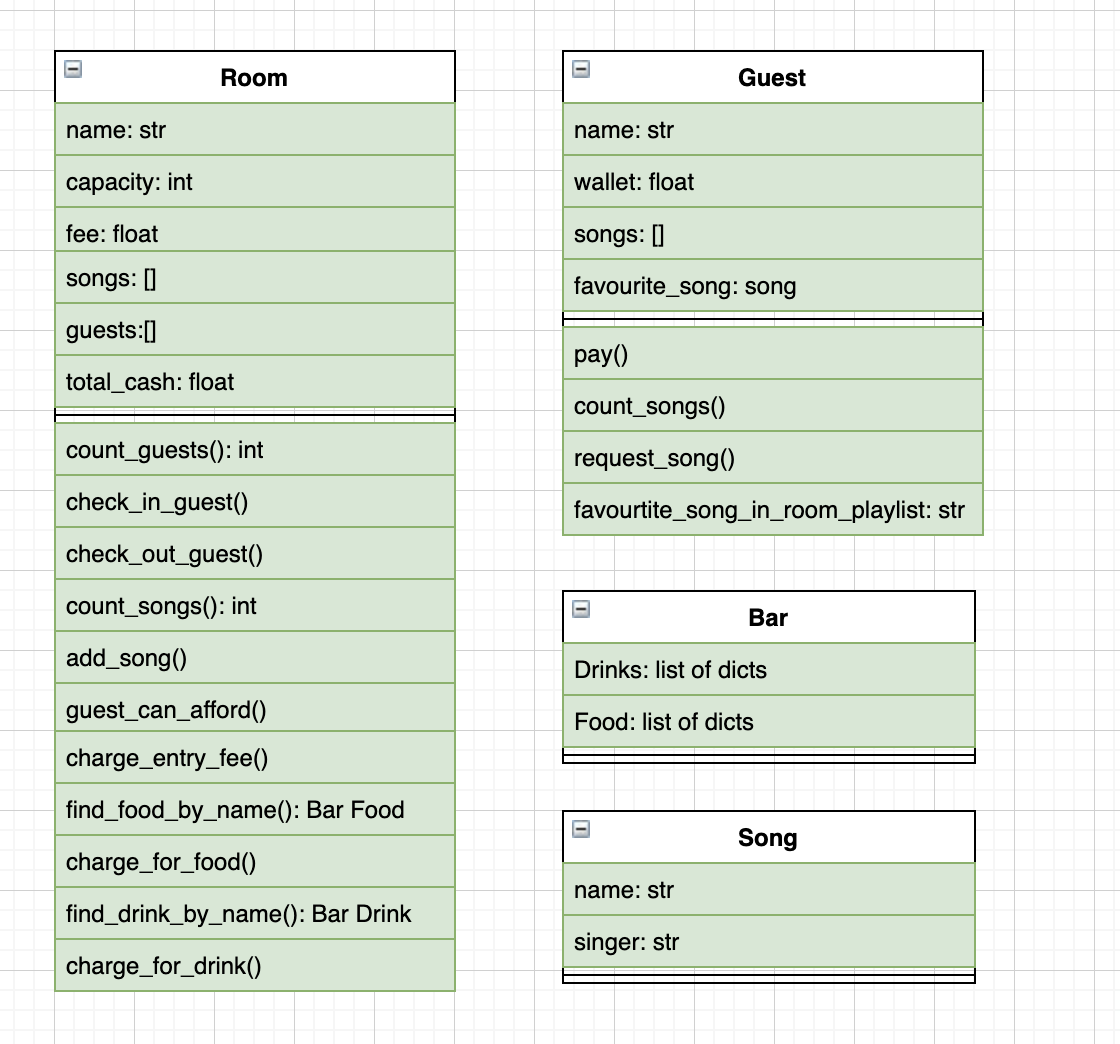 Room
name: str
capacity: int
fee: float
songs: []
guests:[]
total_cash: float
count_guests(): int
check_in_guest()
check_out_guest()
count_songs(): int
add_song()
guest_can_afford()
charge_entry_fee()
find_food_by_name(): Bar Food
charge_for_food()
find_drink_by_name(): Bar Drink
charge_for_drink()
Guest
name: str
wallet: float
songs: []
favourite_song: song
pay()
count_songs()
request_song()
favourtite_song_in_room_playlist: str
Bar
Drinks: list of dicts
Food: list of dicts
Song
name: str
singer: str